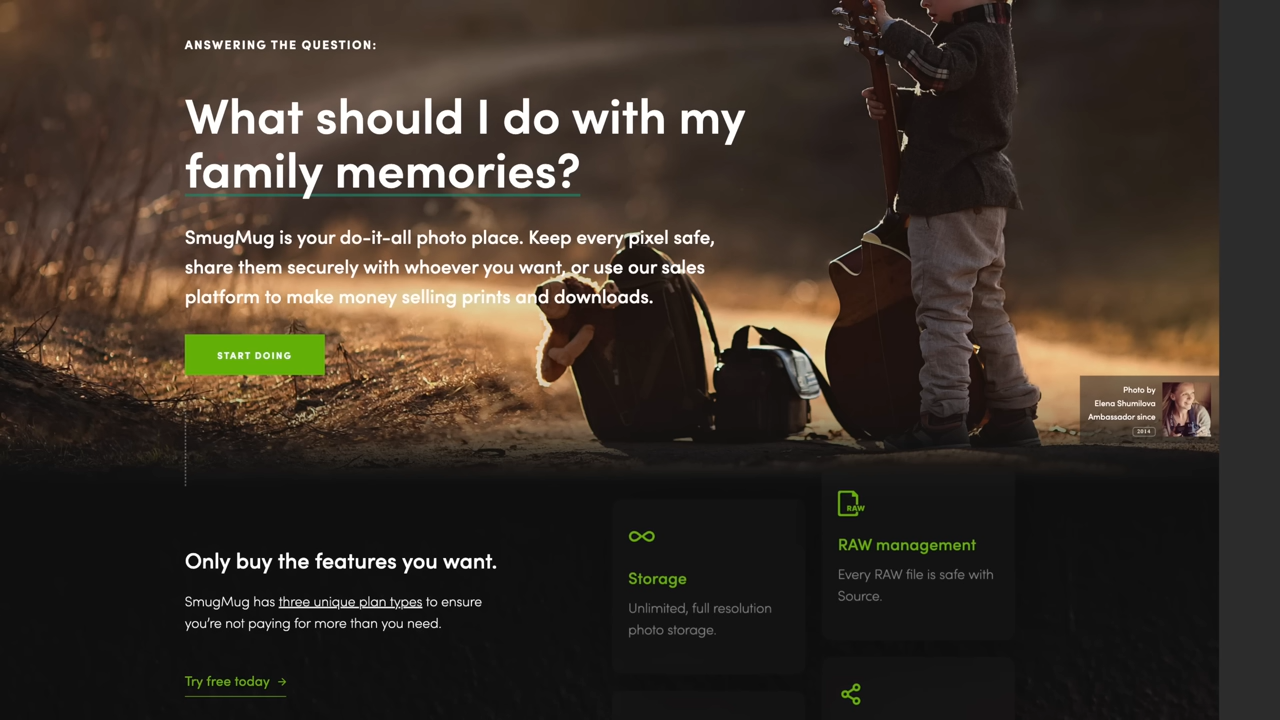 ANSWERING THE QUESTION:
What should I do with my
family memories?
SmugMug is your do-it-all photo place. Keep every pixel safe,
share them securely with whoever you want, or use our sales
platform to make money selling prints and downloads.
START DOING
Photo by
Elena Shumilova
Ambassador since
2014
Only buy the features you want.
SmugMug has three unique plan types to ensure
you’re not paying for more than you need.
Try free today →
Storage
Unlimited, full resolution
photo storage.
RAW
RAW management
Every RAW file is safe with
Source.